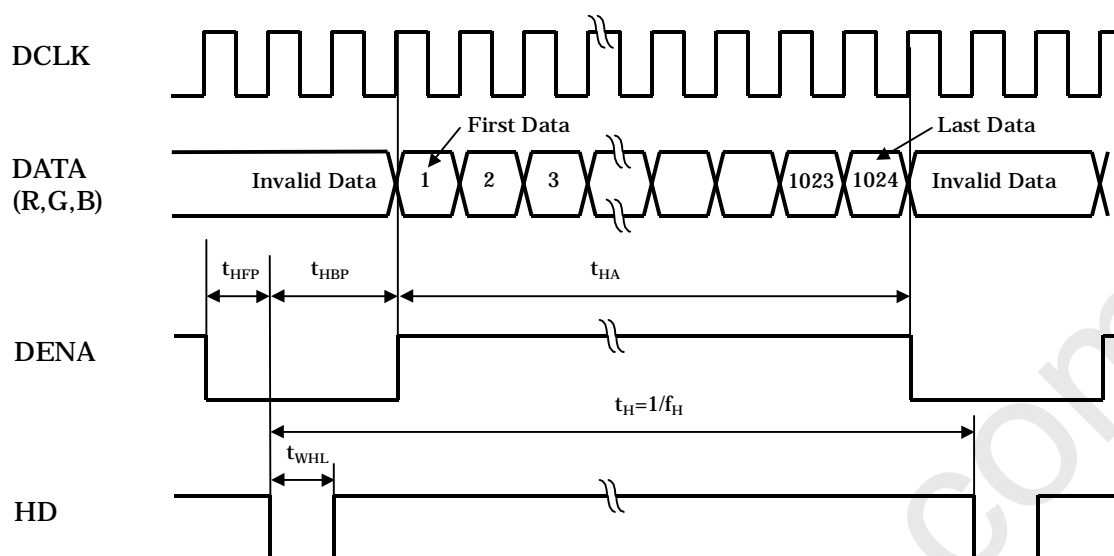 DCLK
First Data
Last Data
DATA
(R,G,B)
Invalid Data
1
2
3
1023
1024
Invalid Data
tHFP
tHBP
tHA
DENA
tH=1/fH
tWHL
HD
com